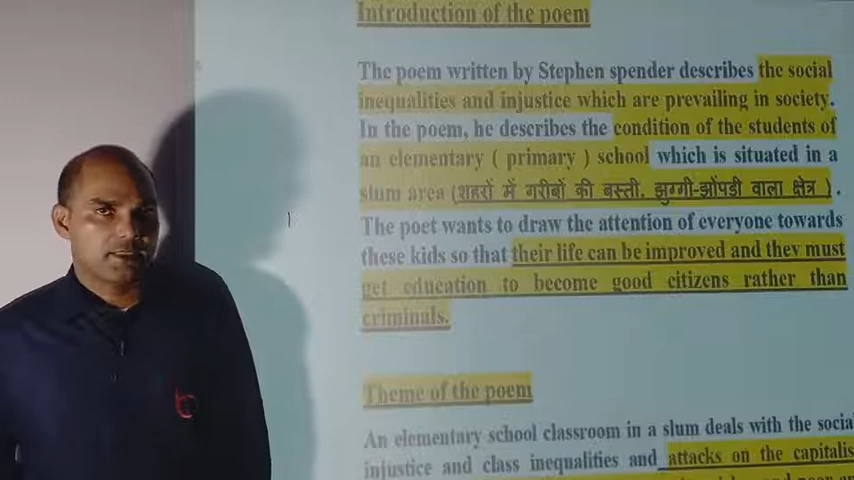 Introduction of the poem
The poem written by Stephen spender describes the social
inequalities and injustice which are prevailing in society.
In the poem, he describes the condition of the students of
an elementary ( primary ) school which is situated in a
slum area (शहरों में गरीबों की बस्ती, झुग्गी-झोंपड़ी वाला क्षेत्र).
The poet wants to draw the attention of everyone towards
these kids so that their life can be improved and they must
get education to become good citizens rather than
criminals.
Theme of the poem
An elementary School Classroom in a slum deals with the social
injustice and class inequalities and attacks on the capitalis